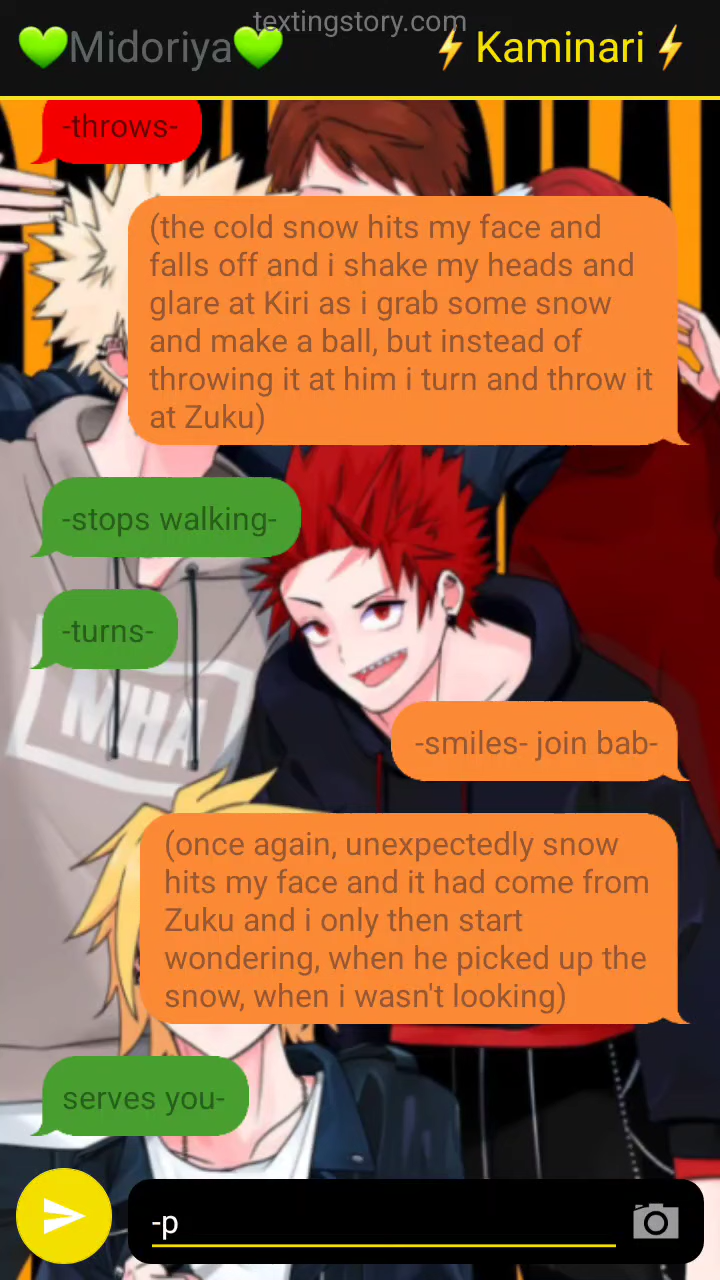 textingstory.com
💚Midoriya💚
⚡Kaminari⚡
-throws-
(the cold snow hits my face and
falls off and i shake my heads and
glare at Kiri as i grab some snow
and make a ball, but instead of
throwing it at him i turn and throw it
at Zuku)
-stops walking-
-turns-
MHA
-smiles- join bab-
(once again, unexpectedly snow
hits my face and it had come from
Zuku and i only then start
wondering, when he picked up the
snow, when i wasn't looking)
serves you-
-p